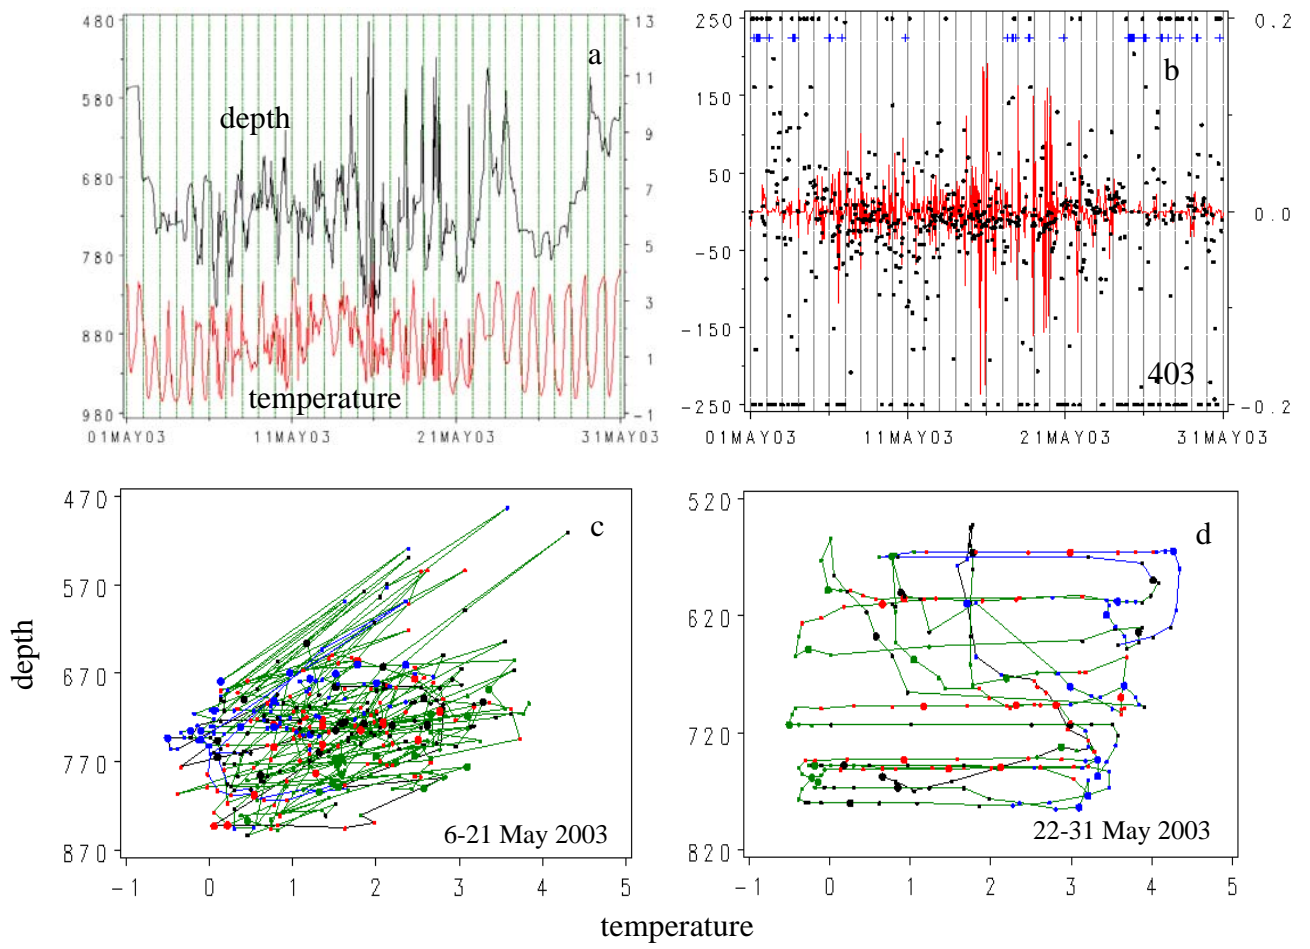 480
580
680
780
880
980
13
11
9
7
5
3
1
-1
a
depth
temperature
01MAY03 11MAY03 21MAY03 31MAY03
250
150
50
-50
-150
-250
0.2
0.0
-0.2
b
403
01MAY03 11MAY03 21MAY03 31MAY03
depth
470
570
670
770
870
c
6-21 May 2003
-1 0 1 2 3 4 5
520
620
720
820
d
22-31 May 2003
-1 0 1 2 3 4 5
temperature